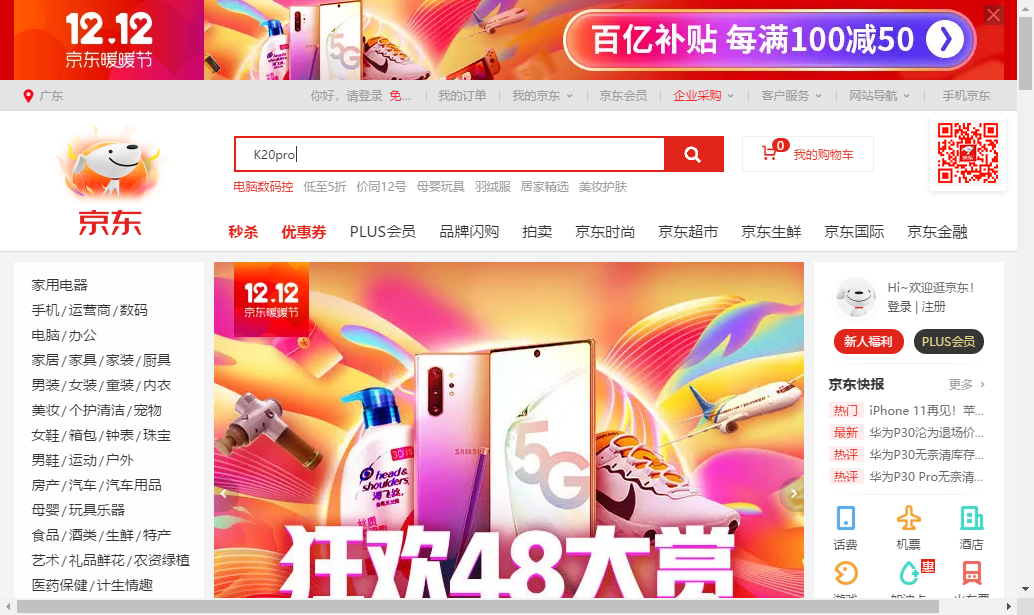 12.12
京东暖暖节
5G
百亿补贴 每满100减50
广东
你好，请登录 免...
我的订单
我的京东
京东会员
企业采购
客户服务
网站导航
手机京东
京东
K20pro
0
我的购物车
电脑数码控 低至5折 价同12号 母婴玩具 羽绒服 居家精选 美妆护肤
秒杀 优惠券 PLUS会员 品牌闪购 拍卖 京东时尚 京东超市 京东生鲜 京东国际 京东金融
家用电器
手机/运营商/数码
电脑/办公
家居/家具/家装/厨具
男装/女装/童装/内衣
美妆/个护清洁/宠物
女鞋/箱包/钟表/珠宝
男鞋/运动/户外
房产/汽车/汽车用品
母婴/玩具乐器
食品/酒类/生鲜/特产
艺术/礼品鲜花/农资绿植
医药保健/计生情趣
12.12
京东暖暖节
SAMSUNG
5G
head&
shoulders
海飞丝
狂欢48大赏
Hi~欢迎逛京东!
登录 | 注册
新人福利 PLUS会员
京东快报 更多
热门 iPhone 11再见！苹...
最新 华为P30沦为退场价...
热评 华为P30无奈清库存...
热评 华为P30 Pro无奈清...
话费 机票 酒店
惠
游戏 加油卡 火车票